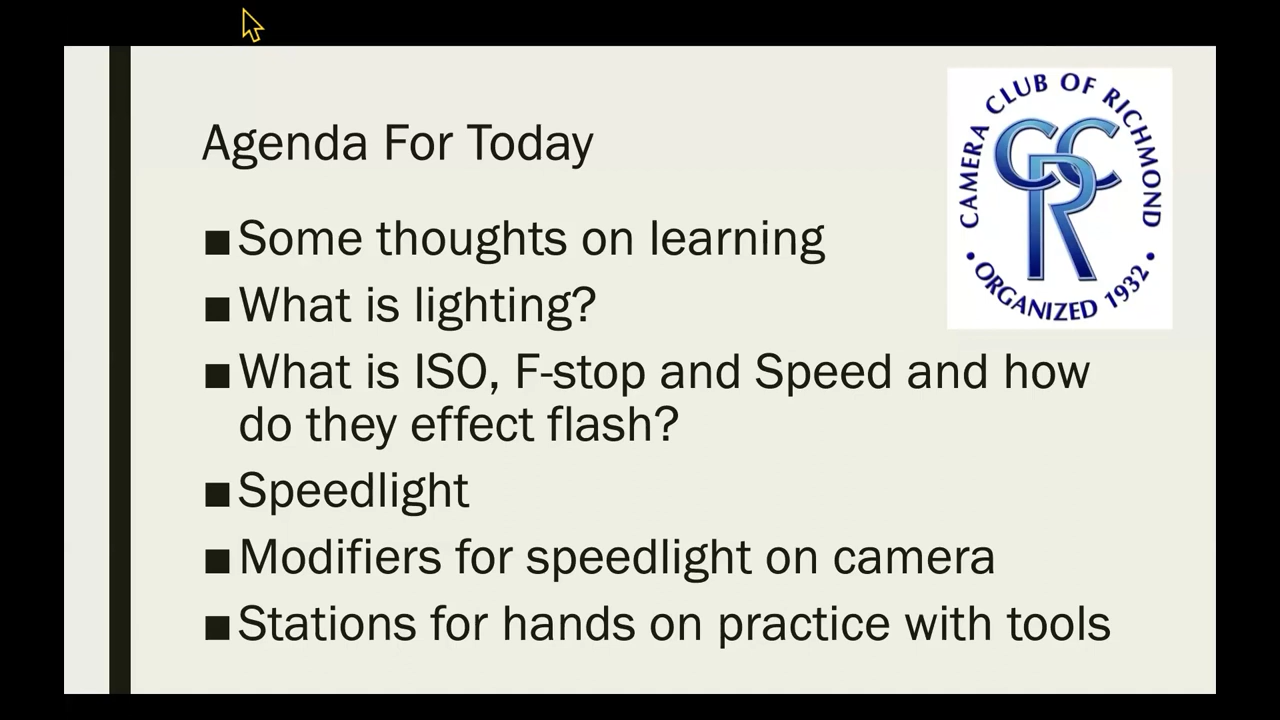 Agenda For Today
■ Some thoughts on learning
■ What is lighting?
■ What is ISO, F-stop and Speed and how
do they effect flash?
■ Speedlight
■ Modifiers for speedlight on camera
■ Stations for hands on practice with tools
CAMERA CLUB OF RICHMOND
CCR
• ORGANIZED 1932 •